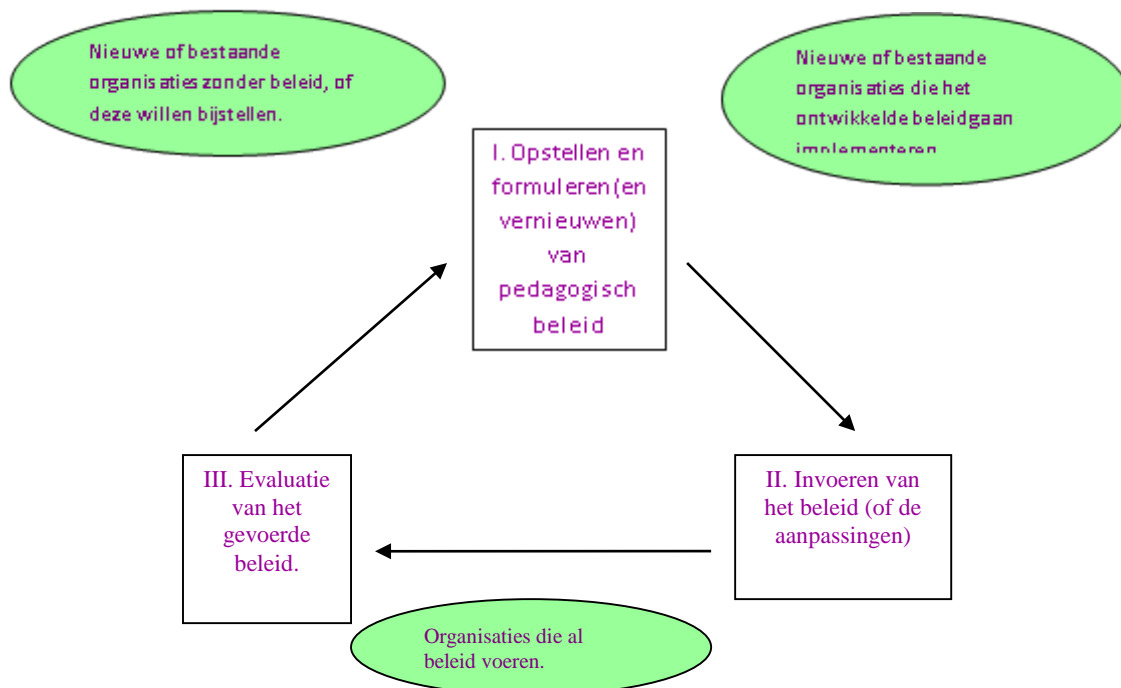 Nieuwe of bestaande
organisaties zonder beleid, of
deze willen bijstellen.
Nieuwe of bestaande
organisaties die het
ontwikkelde beleidgaan
implementeren
I. Opstellen en
formuleren(en
vernieuwen)
van
pedagogisch
beleid
III. Evaluatie
van het
gevoerde
beleid.
II. Invoeren van
het beleid (of de
aanpassingen)
Organisaties die al
beleid voeren.